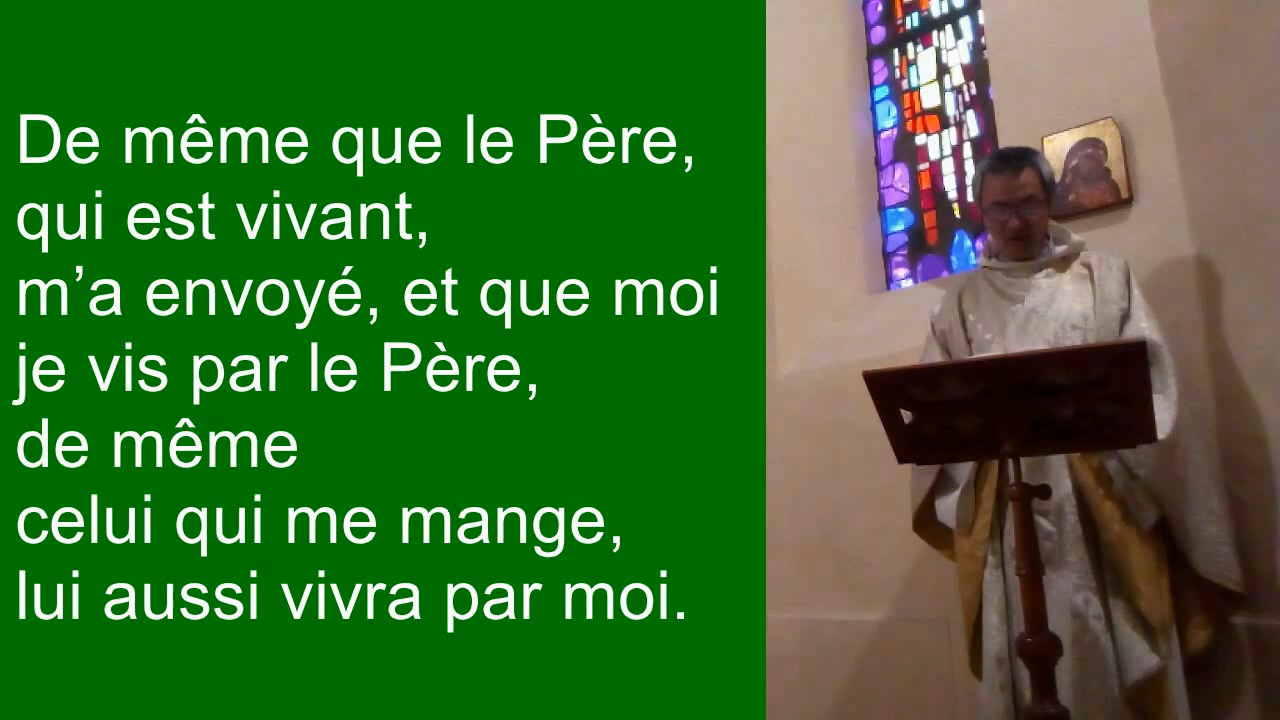 De même que le Père,
qui est vivant,
m’a envoyé, et que moi
je vis par le Père,
de même
celui qui me mange,
lui aussi vivra par moi.